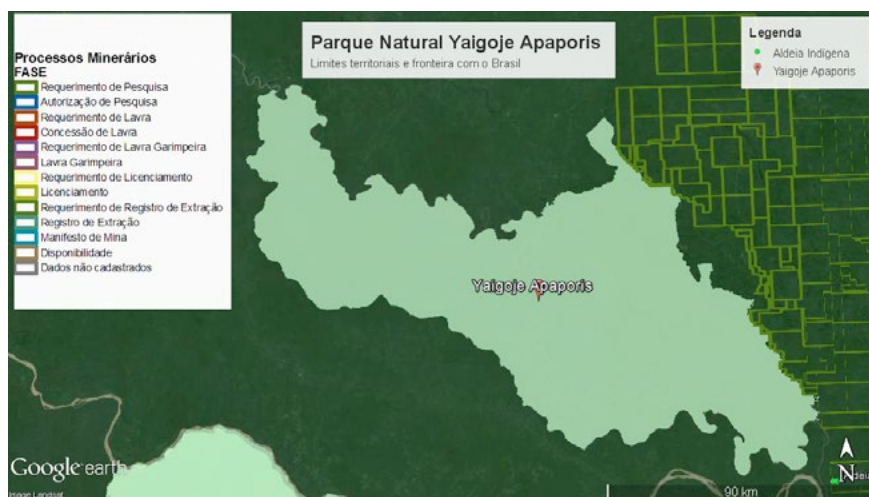 Parque Natural Yaigoje Apaporis
Limites territoriais e fronteira com o Brasil
Legenda
Aldeia Indígena
Yaigoje Apaporis
Processos Minerários
FASE
Requerimento de Pesquisa
Autorização de Pesquisa
Requerimento de Lavra
Concessão de Lavra
Requerimento de Lavra Garimpeira
Lavra Garimpeira
Requerimento de Licenciamento
Licenciamento
Requerimento de Registro de Extração
Registro de Extração
Manifesto de Mina
Disponibilidade
Dados não cadastrados
Yaigoje Apaporis
Google earth
Image Landsat
N
Aldeia
90 km